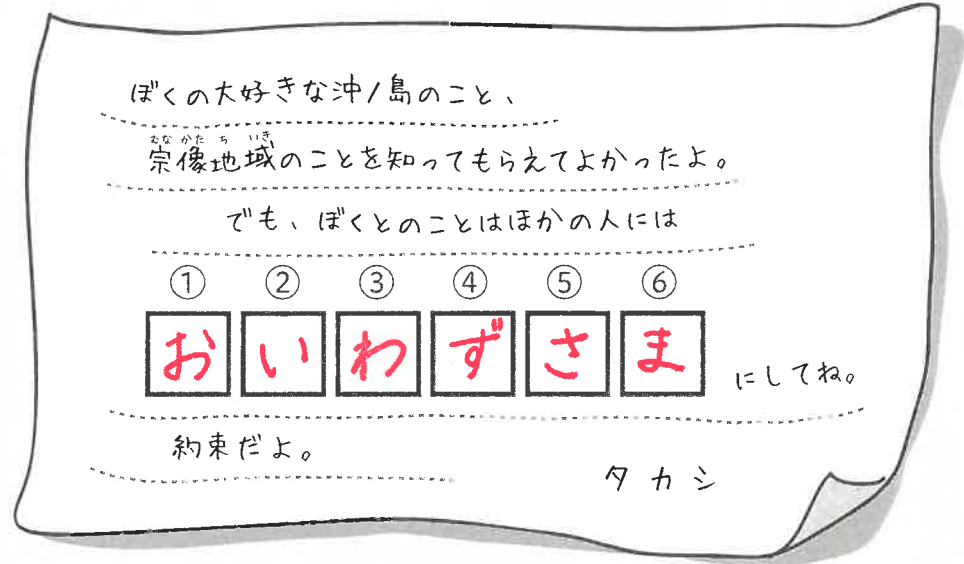 ぼくの大好きな沖ノ島のこと、
むなかたちいき
宗像地域のことを知ってもらえてよかったよ。
でも、ぼくとのことはほかの人には
① ② ③ ④ ⑤ ⑥
おいわずさま にしてね。
約束だよ。
タカシ